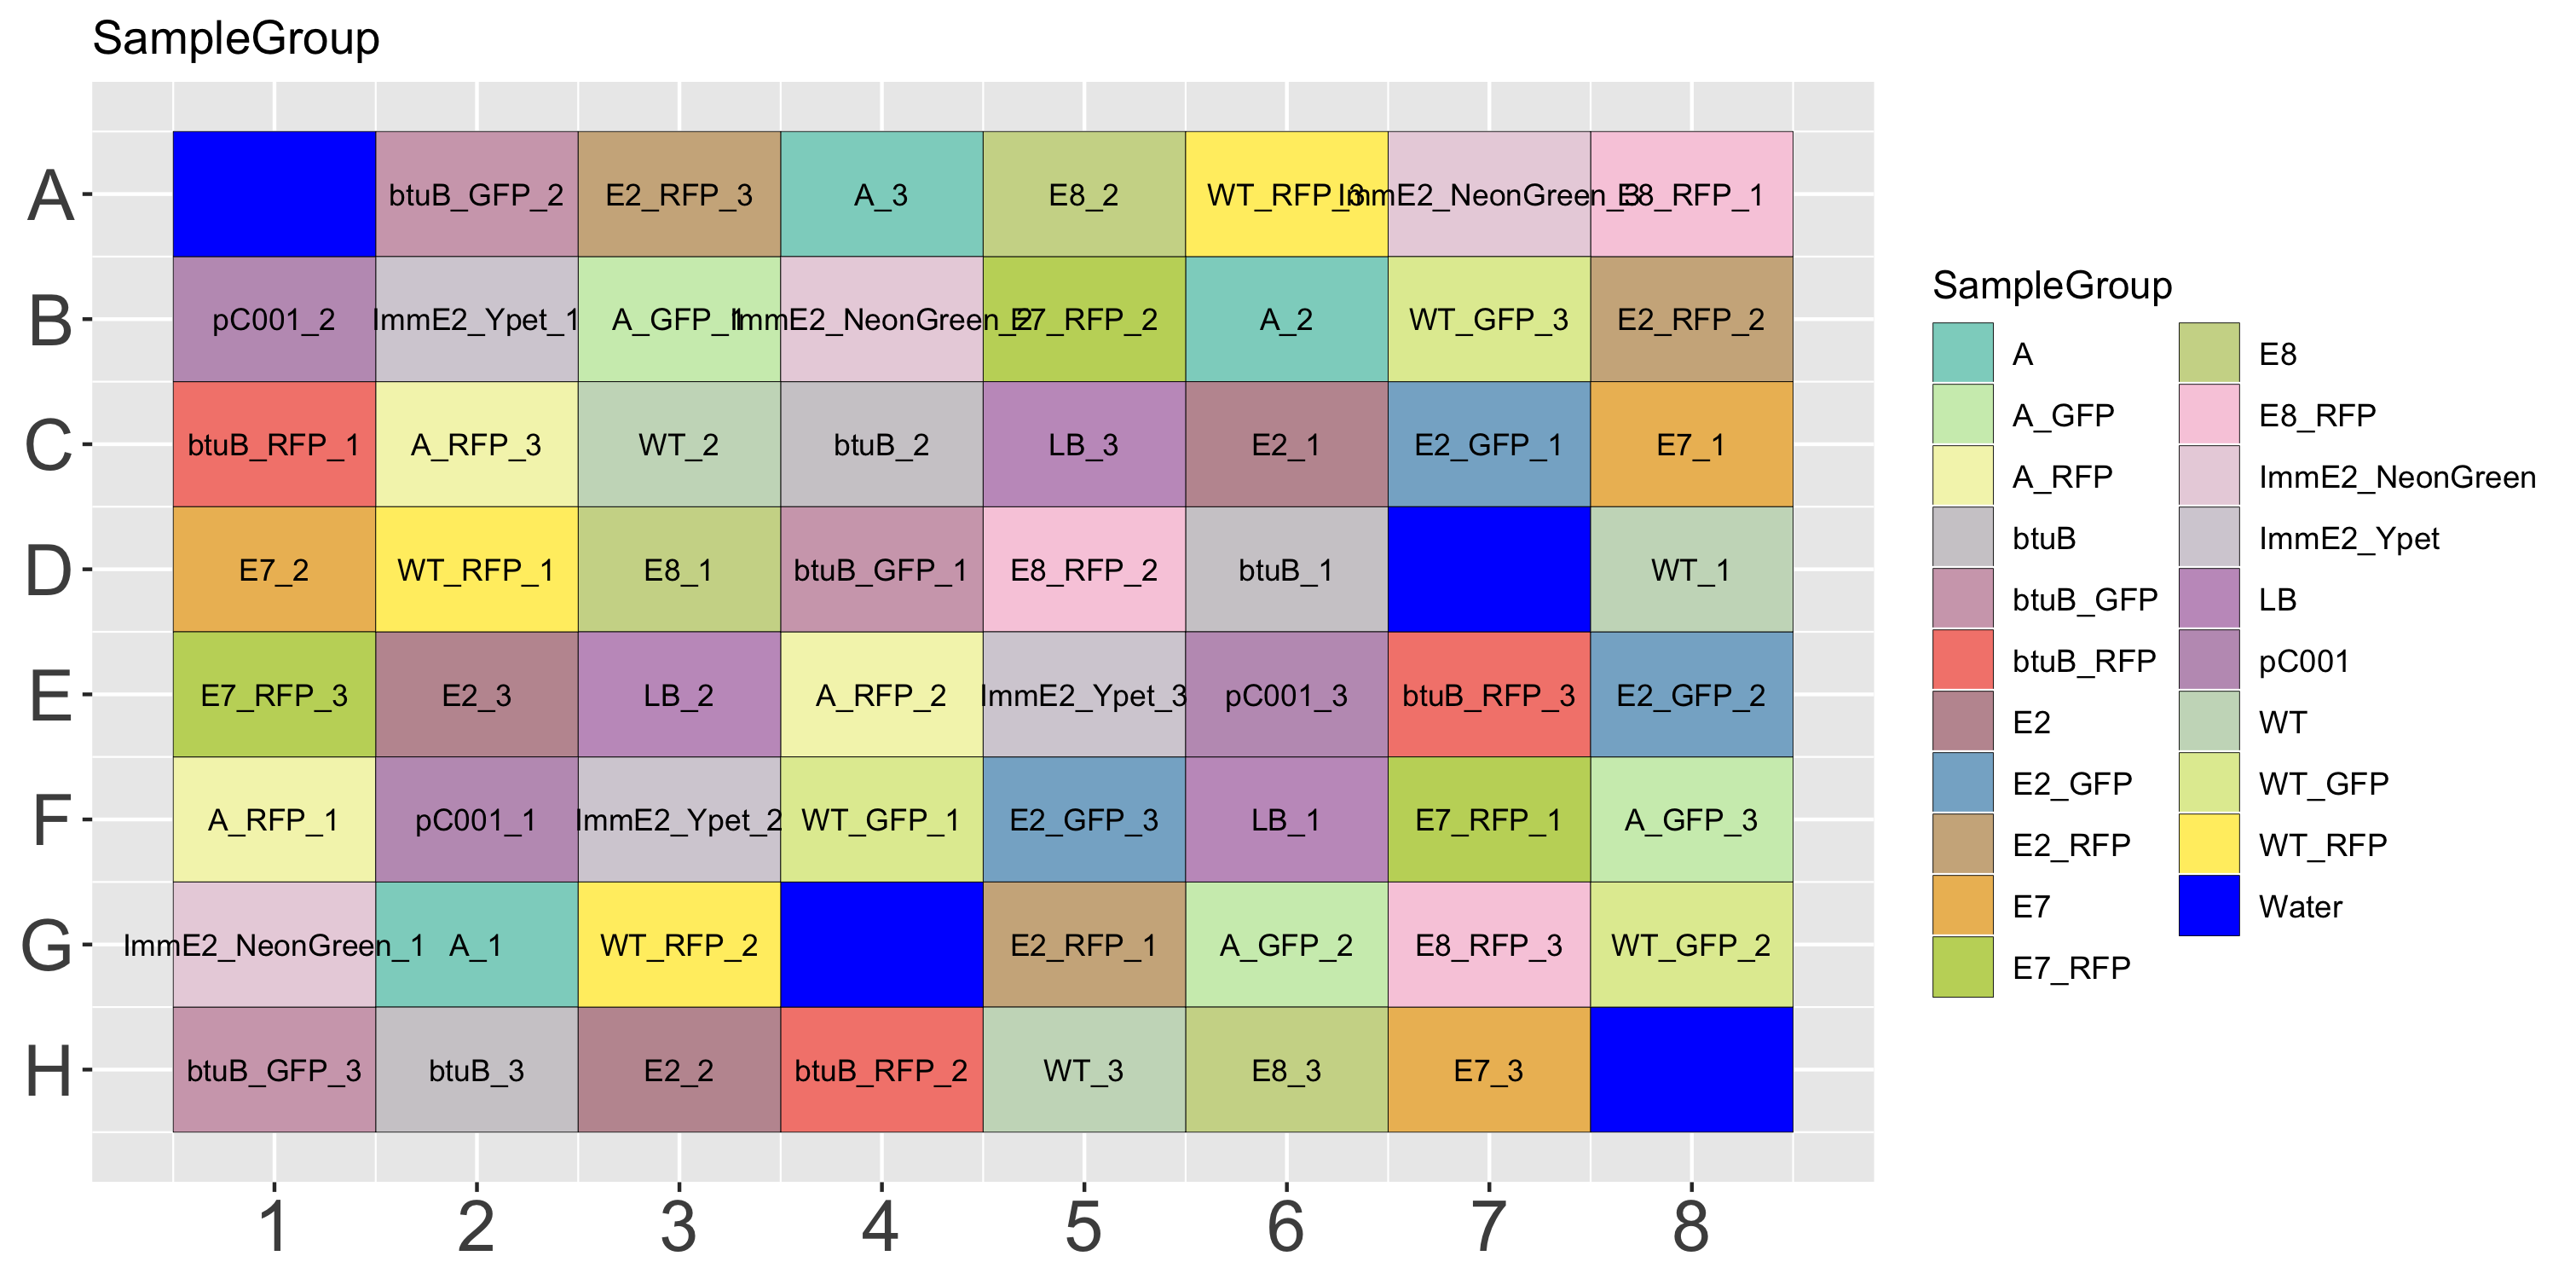 SampleGroup
A btuB_GFP_2 E2_RFP_3 A_3 E8_2 WT_RFP_3 ImmE2_NeonGreen_3 E8_RFP_1
B pC001_2 ImmE2_Ypet_1 A_GFP_1 ImmE2_NeonGreen_2 E7_RFP_2 A_2 WT_GFP_3 E2_RFP_2
C btuB_RFP_1 A_RFP_3 WT_2 btuB_2 LB_3 E2_1 E2_GFP_1 E7_1
D E7_2 WT_RFP_1 E8_1 btuB_GFP_1 E8_RFP_2 btuB_1 WT_1
E E7_RFP_3 E2_3 LB_2 A_RFP_2 ImmE2_Ypet_3 pC001_3 btuB_RFP_3 E2_GFP_2
F A_RFP_1 pC001_1 ImmE2_Ypet_2 WT_GFP_1 E2_GFP_3 LB_1 E7_RFP_1 A_GFP_3
G ImmE2_NeonGreen_1 A_1 WT_RFP_2 E2_RFP_1 A_GFP_2 E8_RFP_3 WT_GFP_2
H btuB_GFP_3 btuB_3 E2_2 btuB_RFP_2 WT_3 E8_3 E7_3
1 2 3 4 5 6 7 8
SampleGroup
A
A_GFP
A_RFP
btuB
btuB_GFP
btuB_RFP
E2
E2_GFP
E2_RFP
E7
E7_RFP
E8
E8_RFP
ImmE2_NeonGreen
ImmE2_Ypet
LB
pC001
WT
WT_GFP
WT_RFP
Water